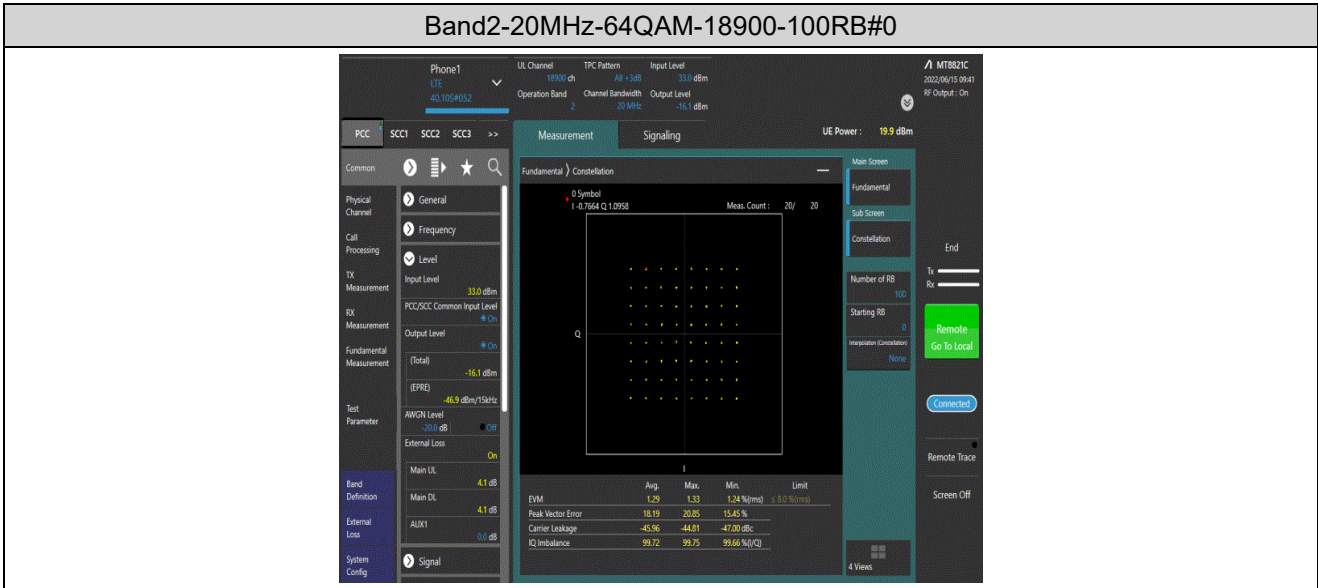 Band2-20MHz-64QAM-18900-100RB#0
Phone1
LTE
40.10S#052
UL Channel
18900 ch
TPC Pattern
All +3dB
Input Level
33.0 dBm
Operation Band
2
Channel Bandwidth
20 MHz
Output Level
-16.1 dBm
MT8821C
2022/06/15 09:41
RF Output : On
PCC SCC1 SCC2 SCC3 >>
Measurement Signaling
UE Power : 19.9 dBm
Common
Physical Channel
Call Processing
TX Measurement
RX Measurement
Fundamental Measurement
Test Parameter
Band Definition
External Loss
System Config
General
Frequency
Level
Input Level
33.0 dBm
PCC/SCC Common Input Level
On
Output Level
On
(Total)
-16.1 dBm
(EPRE)
-46.9 dBm/15kHz
AWGN Level
-20.0 dB Off
External Loss
On
Main UL
4.1 dB
Main DL
4.1 dB
AUX1
0.0 dB
Signal
Fundamental Constellation
0 Symbol
I -0.7664 Q 1.0958
Meas. Count : 20/ 20
Q
I
Avg. Max. Min. Limit
EVM 1.29 1.33 1.24 %(rms) ≤ 8.0 %(rms)
Peak Vector Error 18.19 20.85 15.45 %
Carrier Leakage -45.96 -44.81 -47.00 dBc
IQ Imbalance 99.72 99.75 99.66 %(I/Q)
Main Screen
Fundamental
Sub Screen
Constellation
Number of RB
100
Starting RB
0
Interpolation (Constellation)
None
4 Views
End
Tx
Rx
Remote
Go To Local
Connected
Remote Trace
Screen Off